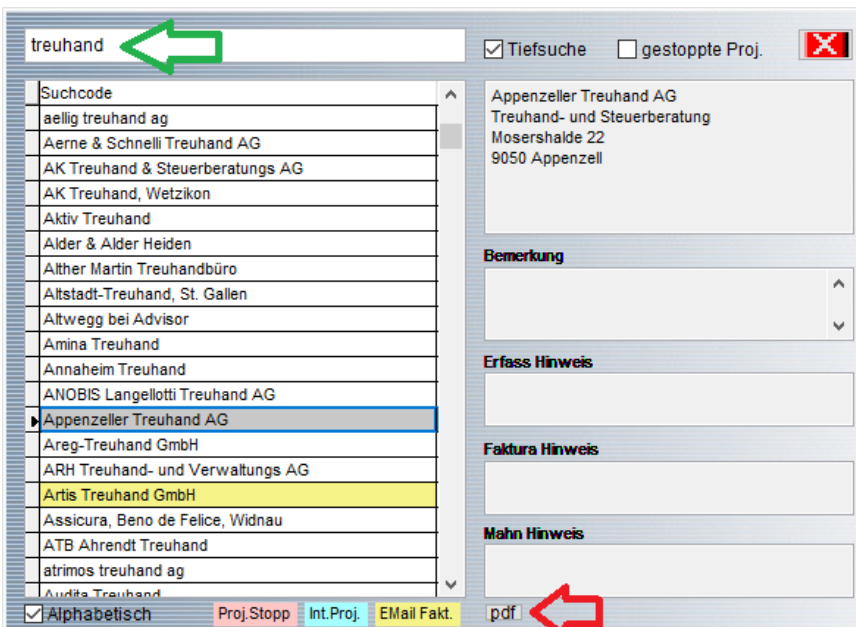 treuhand
Tiefsuche
gestoppte Proj.
X
Suchcode
aellig treuhand ag
Aerne & Schnelli Treuhand AG
AK Treuhand & Steuerberatungs AG
AK Treuhand, Wetzikon
Aktiv Treuhand
Alder & Alder Heiden
Alther Martin Treuhandbüro
Altstadt-Treuhand, St. Gallen
Altwegg bei Advisor
Amina Treuhand
Annaheim Treuhand
ANOBIS Langellotti Treuhand AG
Appenzeller Treuhand AG
Areg-Treuhand GmbH
ARH Treuhand- und Verwaltungs AG
Artis Treuhand GmbH
Assicura, Beno de Felice, Widnau
ATB Ahrendt Treuhand
atrimos treuhand ag
Audita Treuhand
Alphabetisch
Proj.Stopp
Int.Proj.
EMail Fakt.
Appenzeller Treuhand AG
Treuhand- und Steuerberatung
Mosershalde 22
9050 Appenzell
Bemerkung
Erfass Hinweis
Faktura Hinweis
Mahn Hinweis
pdf